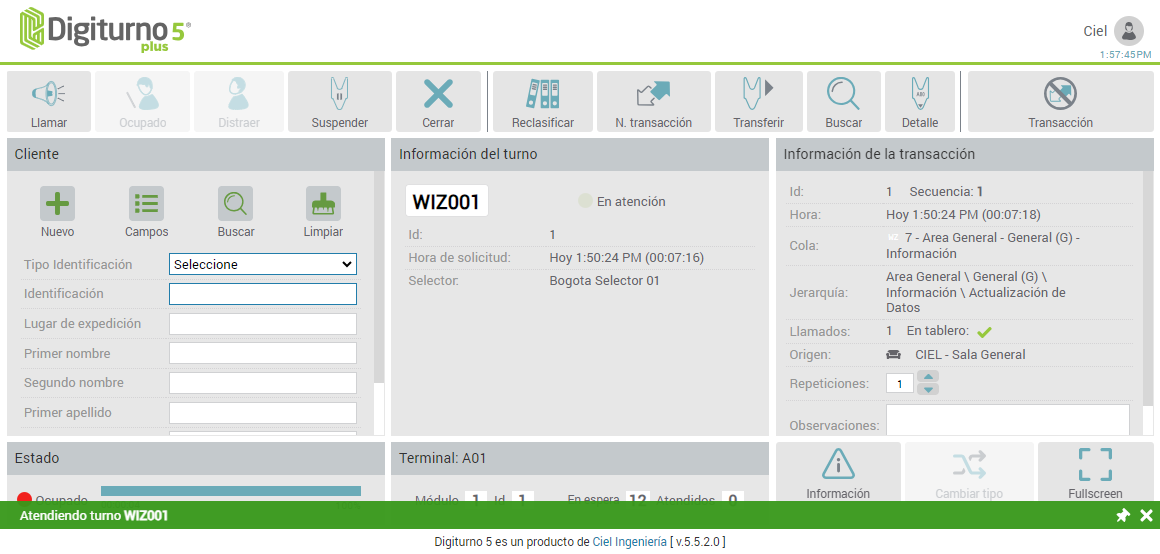 Digiturno 5®
plus
Ciel
1:57:45PM
Llamar
Ocupado
Distraer
Suspender
Cerrar
Reclasificar
N. transacción
Transferir
Buscar
Detalle
Transacción
Cliente
Nuevo
Campos
Buscar
Limpiar
Tipo Identificación Seleccione
Identificación
Lugar de expedición
Primer nombre
Segundo nombre
Primer apellido
Información del turno
WIZ001 En atención
Id: 1
Hora de solicitud: Hoy 1:50:24 PM (00:07:16)
Selector: Bogota Selector 01
Información de la transacción
Id: 1 Secuencia: 1
Hora: Hoy 1:50:24 PM (00:07:18)
Cola: WZ 7 - Area General - General (G) -
Información
Jerarquía: Area General \ General (G) \
Información \ Actualización de
Datos
Llamados: 1 En tablero:
Origen: CIEL - Sala General
Repeticiones: 1
Observaciones:
Estado
Ocupado
Terminal: A01
Módulo 1 Id 1 En espera 12 Atendidos 0
Información
Cambiar tipo
Fullscreen
Atendiendo turno WIZ001
Digiturno 5 es un producto de Ciel Ingeniería [ v.5.5.2.0 ]